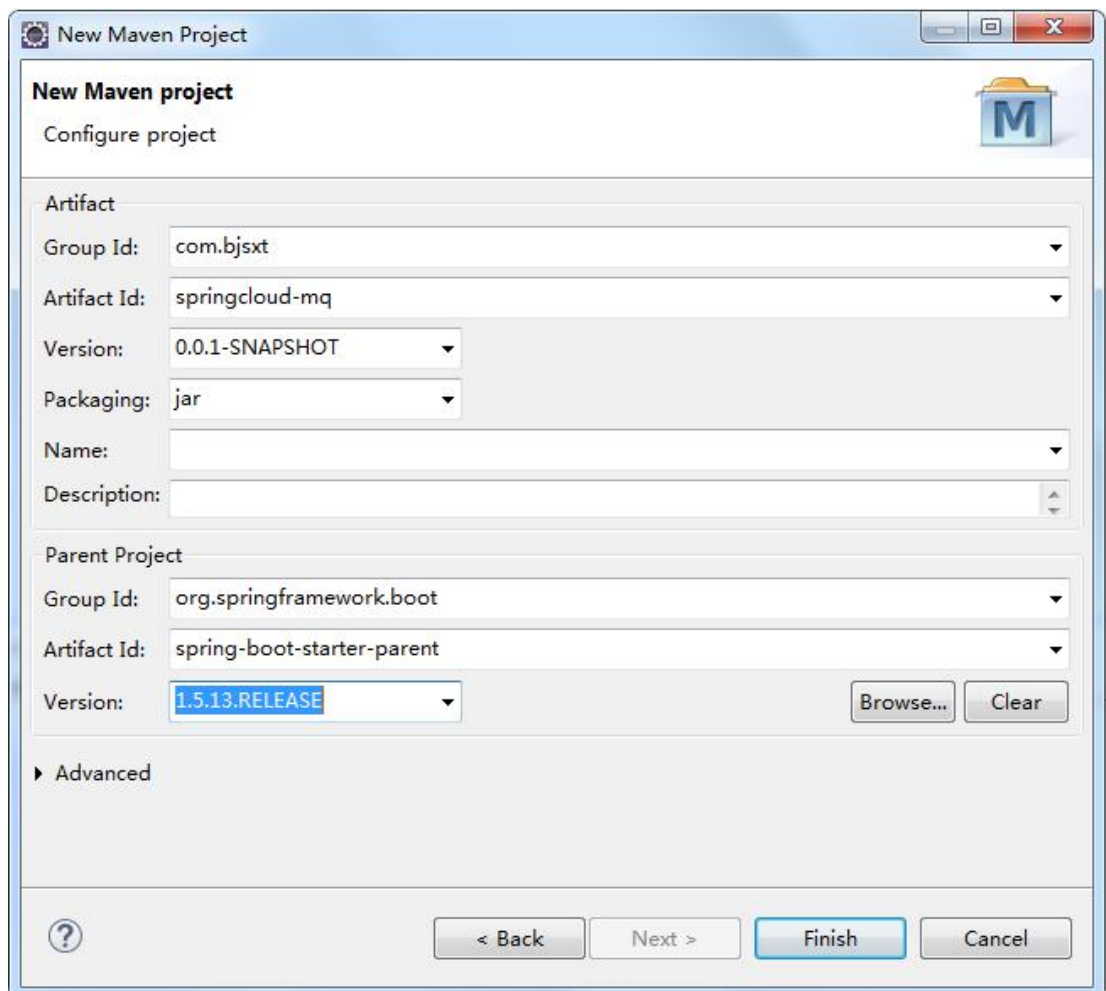 New Maven Project
New Maven project
Configure project
M
Artifact
Group Id: com.bjsxt
Artifact Id: springcloud-mq
Version: 0.0.1-SNAPSHOT
Packaging: jar
Name:
Description:
Parent Project
Group Id: org.springframework.boot
Artifact Id: spring-boot-starter-parent
Version: 1.5.13.RELEASE Browse... Clear
Advanced
? < Back Next > Finish Cancel